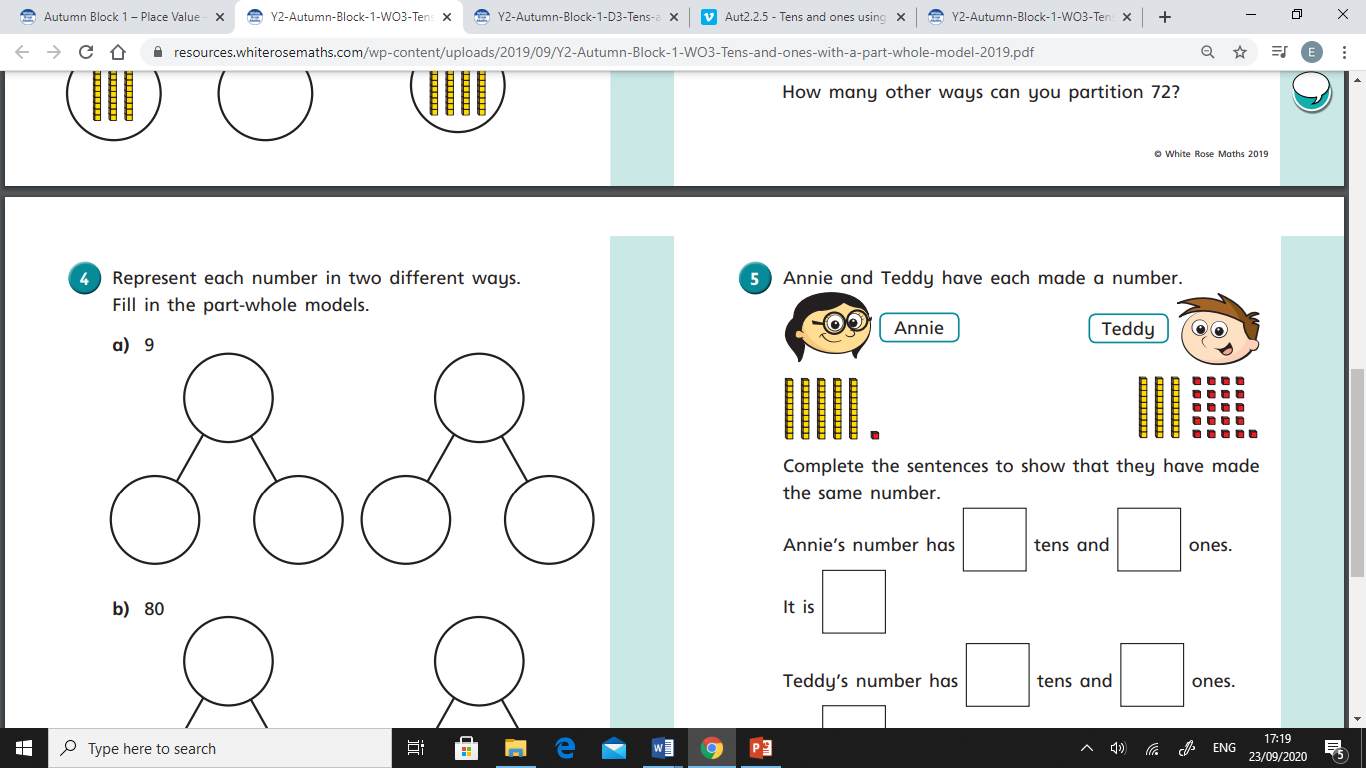 Autumn Block 1 – Place Value
Y2-Autumn-Block-1-WO3-Tens
Y2-Autumn-Block-1-D3-Tens-a
Aut2.2.5 - Tens and ones using
Y2-Autumn-Block-1-WO3-Tens
resources.whiterosemaths.com/wp-content/uploads/2019/09/Y2-Autumn-Block-1-WO3-Tens-and-ones-with-a-part-whole-model-2019.pdf
E
How many other ways can you partition 72?
© White Rose Maths 2019
4 Represent each number in two different ways.
Fill in the part-whole models.
a) 9
b) 80
5 Annie and Teddy have each made a number.
Annie
Teddy
Complete the sentences to show that they have made
the same number.
Annie's number has tens and ones.
It is
Teddy's number has tens and ones.
Type here to search
ENG
17:19
23/09/2020
5